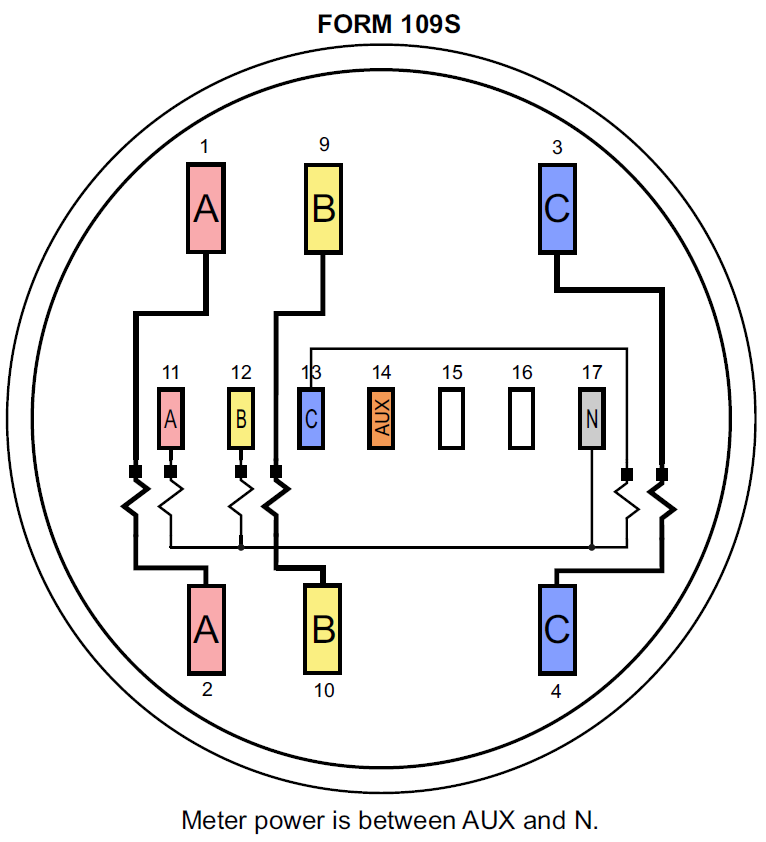 FORM 109S
1 9 3
A B C
11 12 13 14 15 16 17
A B C AUX N
A B C
2 10 4
Meter power is between AUX and N.